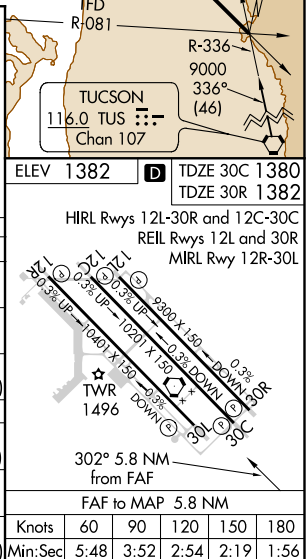 IFD
R-081
R-336
9000
336°
(46)
TUCSON
116.0 TUS
Chan 107
ELEV 1382
D
TDZE 30C 1380
TDZE 30R 1382
HIRL Rwys 12L-30R and 12C-30C
REIL Rwys 12L and 30R
MIRL Rwy 12R-30L
12R
12C
12L
P
P
P
0.3% UP
0.3% UP
0.3% UP
9300 X 150
10201 X 150
10401 X 150
0.3% DOWN
0.3% DOWN
0.3% DOWN
TWR
1496
P
P
P
30L
30C
30R
302° 5.8 NM
from FAF
FAF to MAP 5.8 NM
Knots 60 90 120 150 180
Min:Sec 5:48 3:52 2:54 2:19 1:56